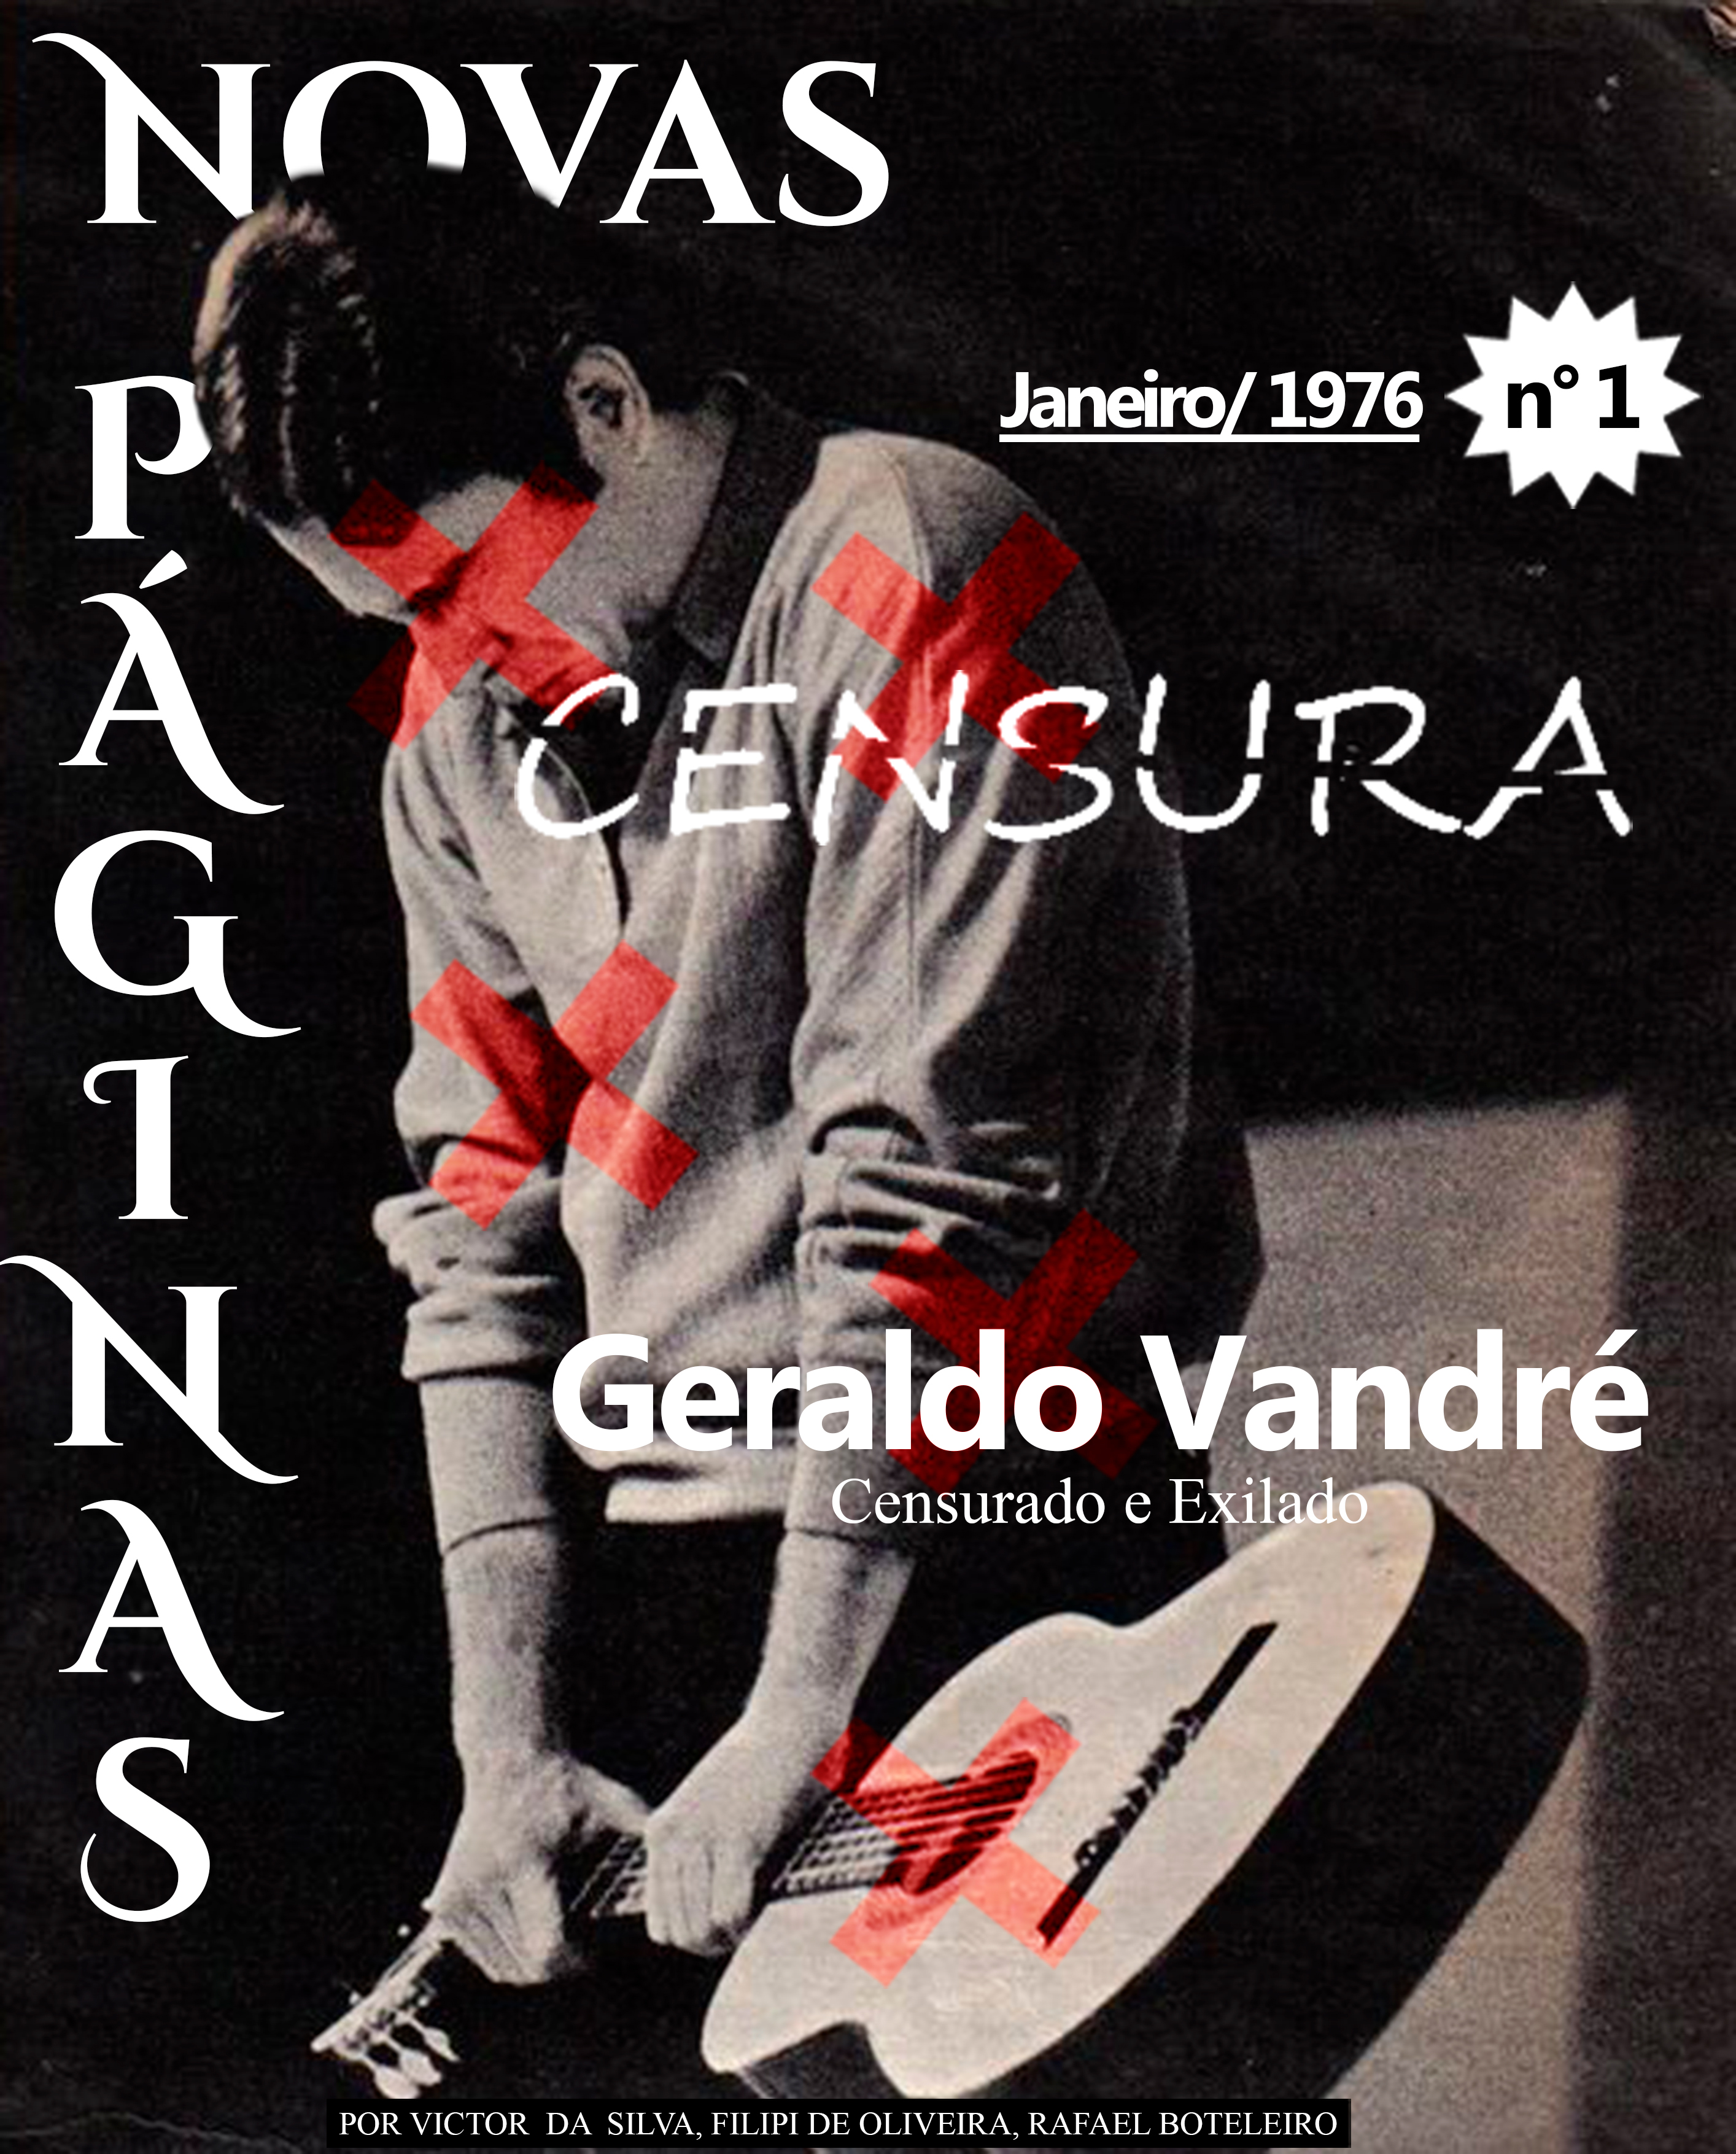 NOVAS
PÁGINAS
Janeiro/ 1976
n° 1
CENSURA
Geraldo Vandré
Censurado e Exilado
POR VICTOR DA SILVA, FILIPI DE OLIVEIRA, RAFAEL BOTELEIRO